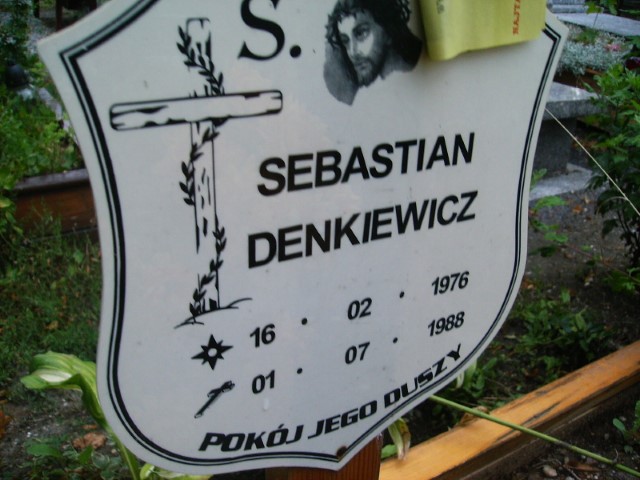 Ś.
SEBASTIAN
DENKIEWICZ
16 • 02 • 1976
01 • 07 • 1988
POKÓJ JEGO DUSZY